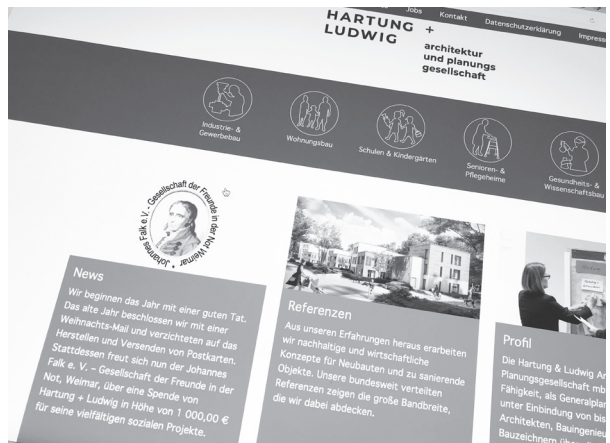 Jobs Kontakt Datenschutzerklärung
HARTUNG +
LUDWIG
architektur
und planungs
gesellschaft
Industrie- &
Gewerbebau
Wohnungsbau
Schulen & Kindergärten
Senioren- &
Pflegeheime
Gesundheits- &
Wissenschaftsbau
Johannes Falk e.V. - Gesellschaft der Freunde in der Not Weimar •
News
Wir beginnen das Jahr mit einer guten Tat.
Das alte Jahr beschlossen wir mit einer
Weihnachts-Mail und verzichteten auf das
Herstellen und Versenden von Postkarten.
Stattdessen freut sich nun der Johannes
Falk e. V. – Gesellschaft der Freunde in der
Not, Weimar, über eine Spende von
Hartung + Ludwig in Höhe von 1 000,00 €
für seine vielfältigen sozialen Projekte.
Referenzen
Aus unseren Erfahrungen heraus erarbeiten
wir nachhaltige und wirtschaftliche
Konzepte für Neubauten und zu sanierende
Objekte. Unsere bundesweit verteilten
Referenzen zeigen die große Bandbreite,
die wir dabei abdecken.
Profil
Die Hartung & Ludwig
Planungsgesellschaft
Fähigkeit, als
unter Einbindung von
Architekten,
Bauzeichnern